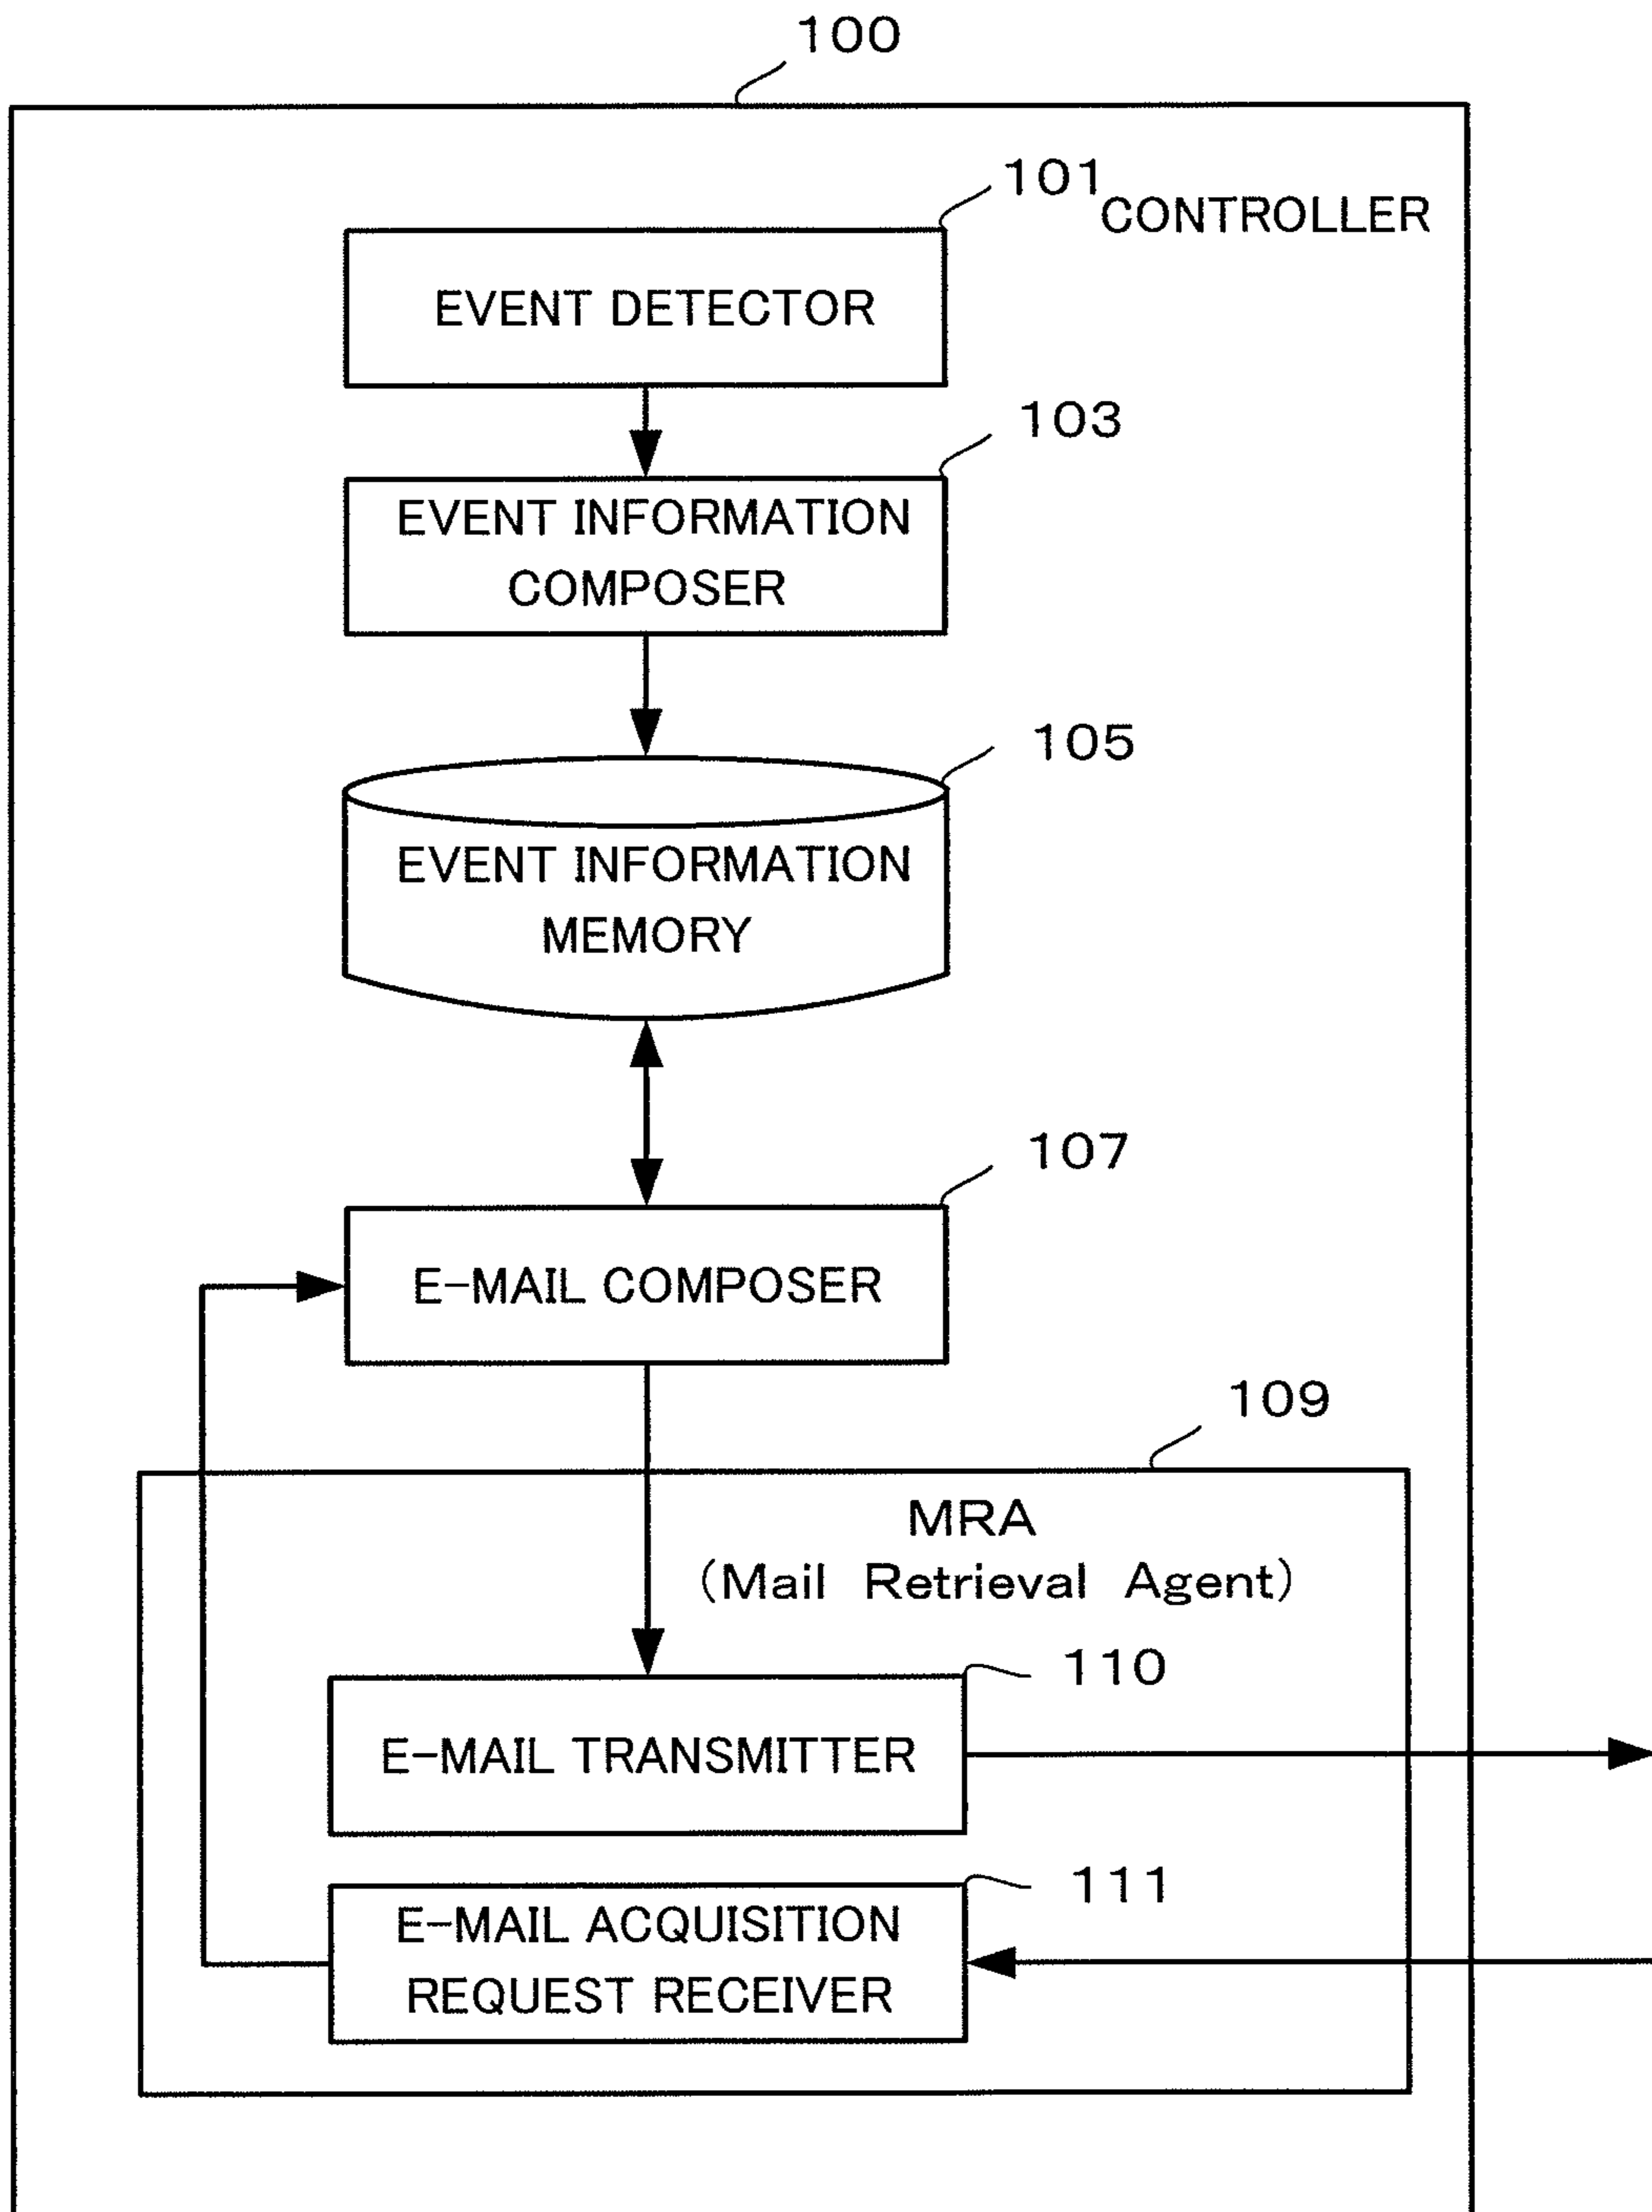 100
101
CONTROLLER
EVENT DETECTOR
103
EVENT INFORMATION
COMPOSER
105
EVENT INFORMATION
MEMORY
107
E-MAIL COMPOSER
109
MRA
(Mail Retrieval Agent)
110
E-MAIL TRANSMITTER
111
E-MAIL ACQUISITION
REQUEST RECEIVER